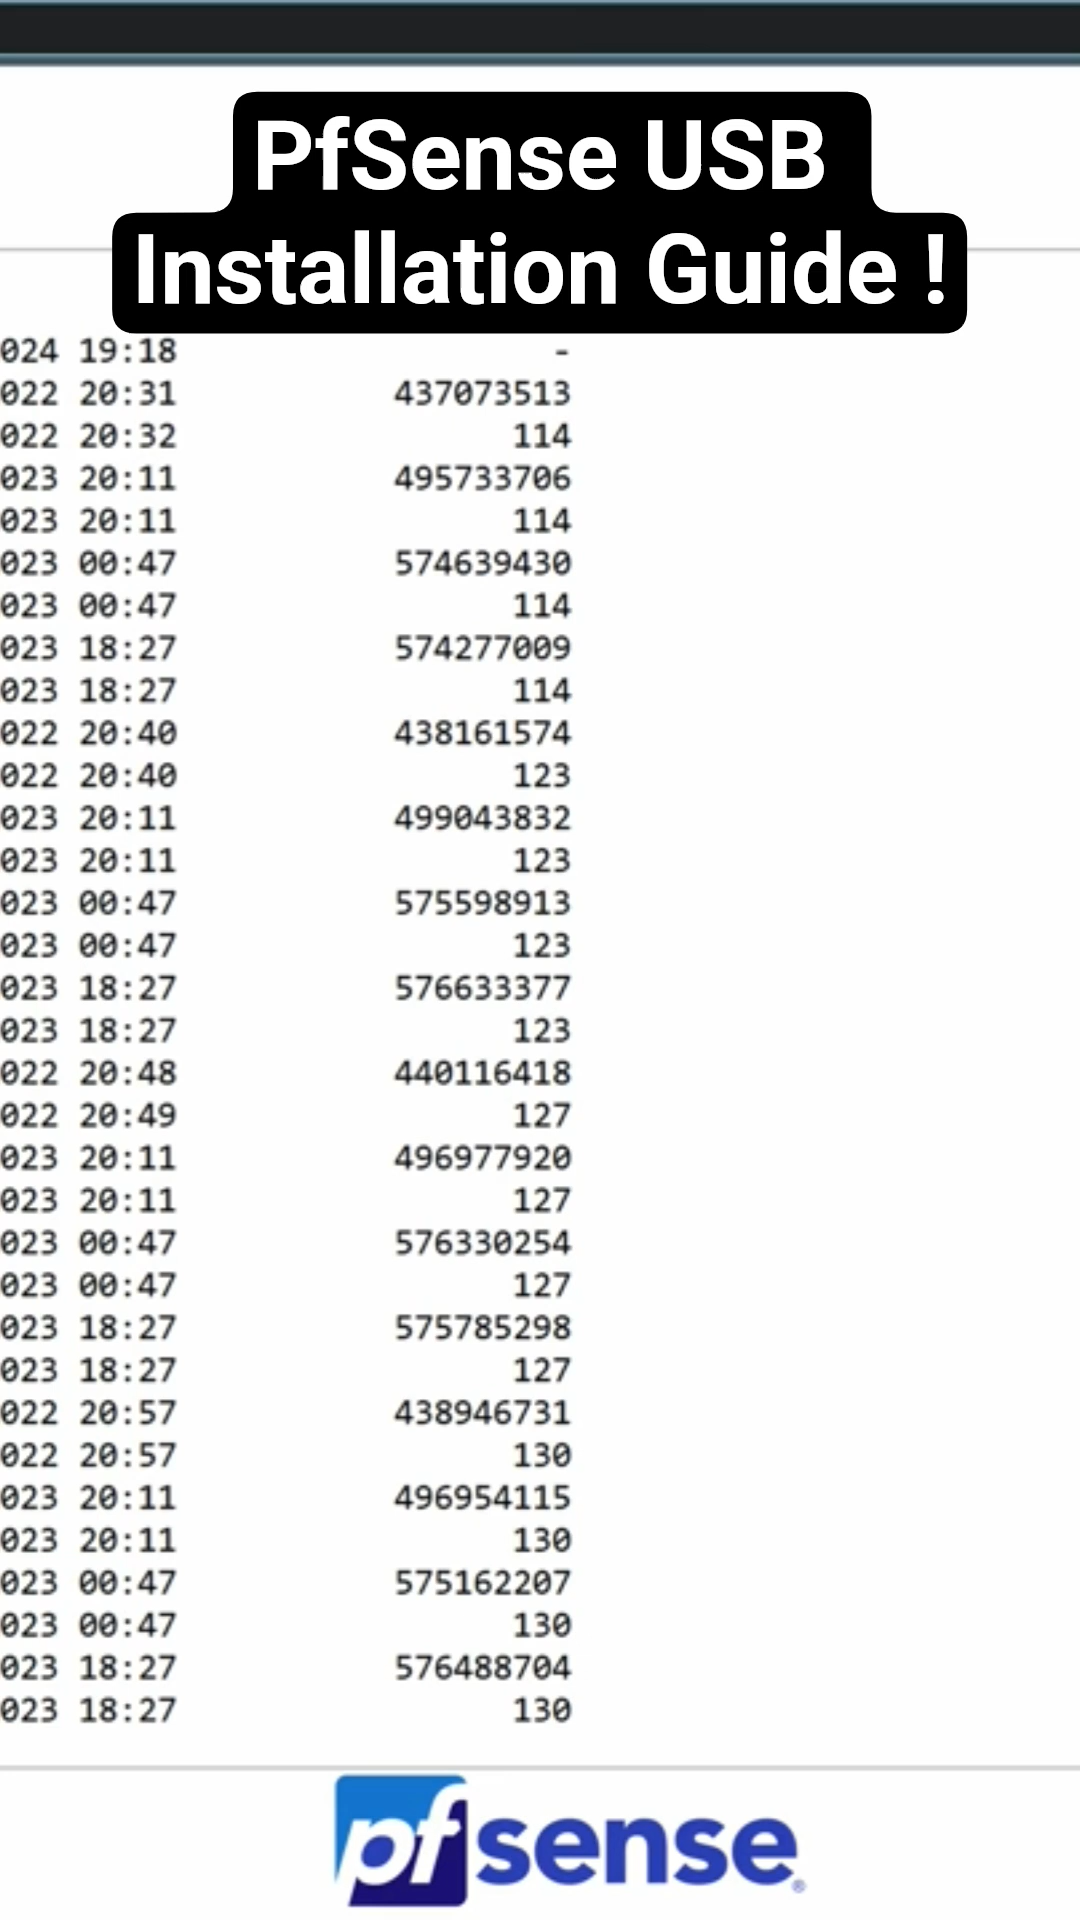 PfSense USB
Installation Guide !
024 19:18 -
022 20:31 437073513
022 20:32 114
023 20:11 495733706
023 20:11 114
023 00:47 574639430
023 00:47 114
023 18:27 574277009
023 18:27 114
022 20:40 438161574
022 20:40 123
023 20:11 499043832
023 20:11 123
023 00:47 575598913
023 00:47 123
023 18:27 576633377
023 18:27 123
022 20:48 440116418
022 20:49 127
023 20:11 496977920
023 20:11 127
023 00:47 576330254
023 00:47 127
023 18:27 575785298
023 18:27 127
022 20:57 438946731
022 20:57 130
023 20:11 496954115
023 20:11 130
023 00:47 575162207
023 00:47 130
023 18:27 576488704
023 18:27 130
pfsense®